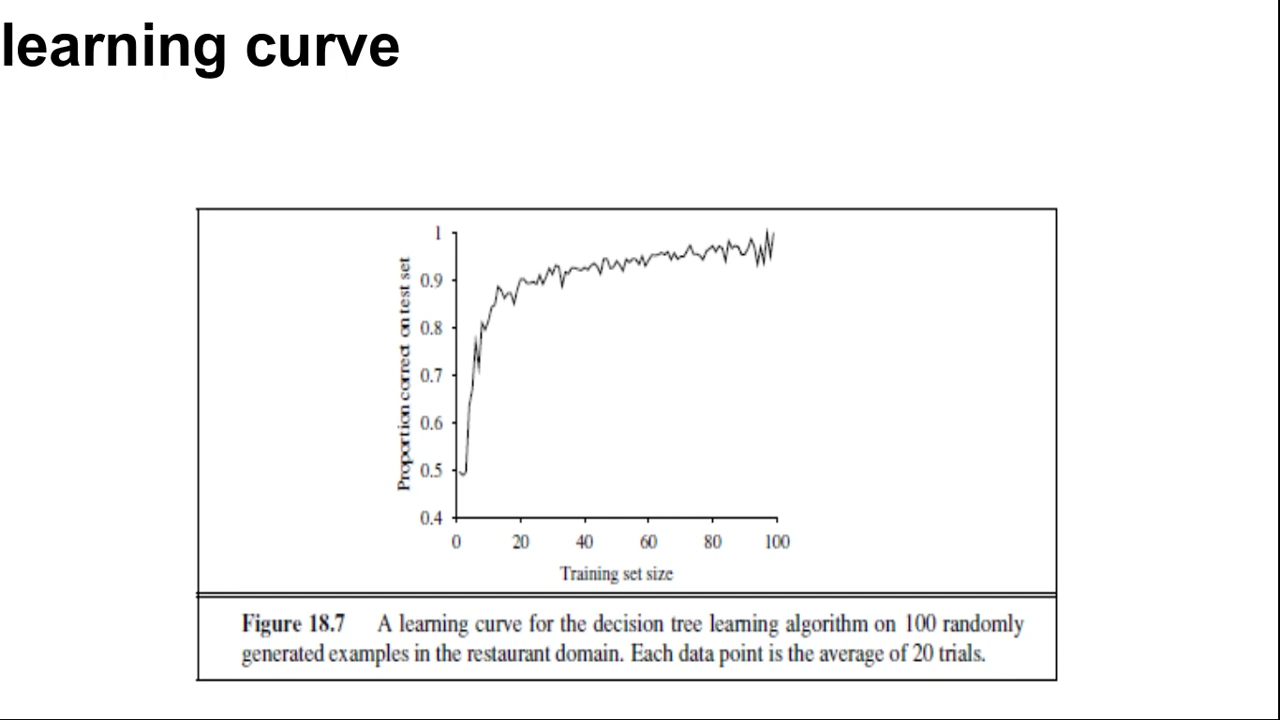 learning curve
1
0.9
0.8
0.7
0.6
0.5
0.4
Proportion correct on test set
0 20 40 60 80 100
Training set size
Figure 18.7 A learning curve for the decision tree learning algorithm on 100 randomly
generated examples in the restaurant domain. Each data point is the average of 20 trials.